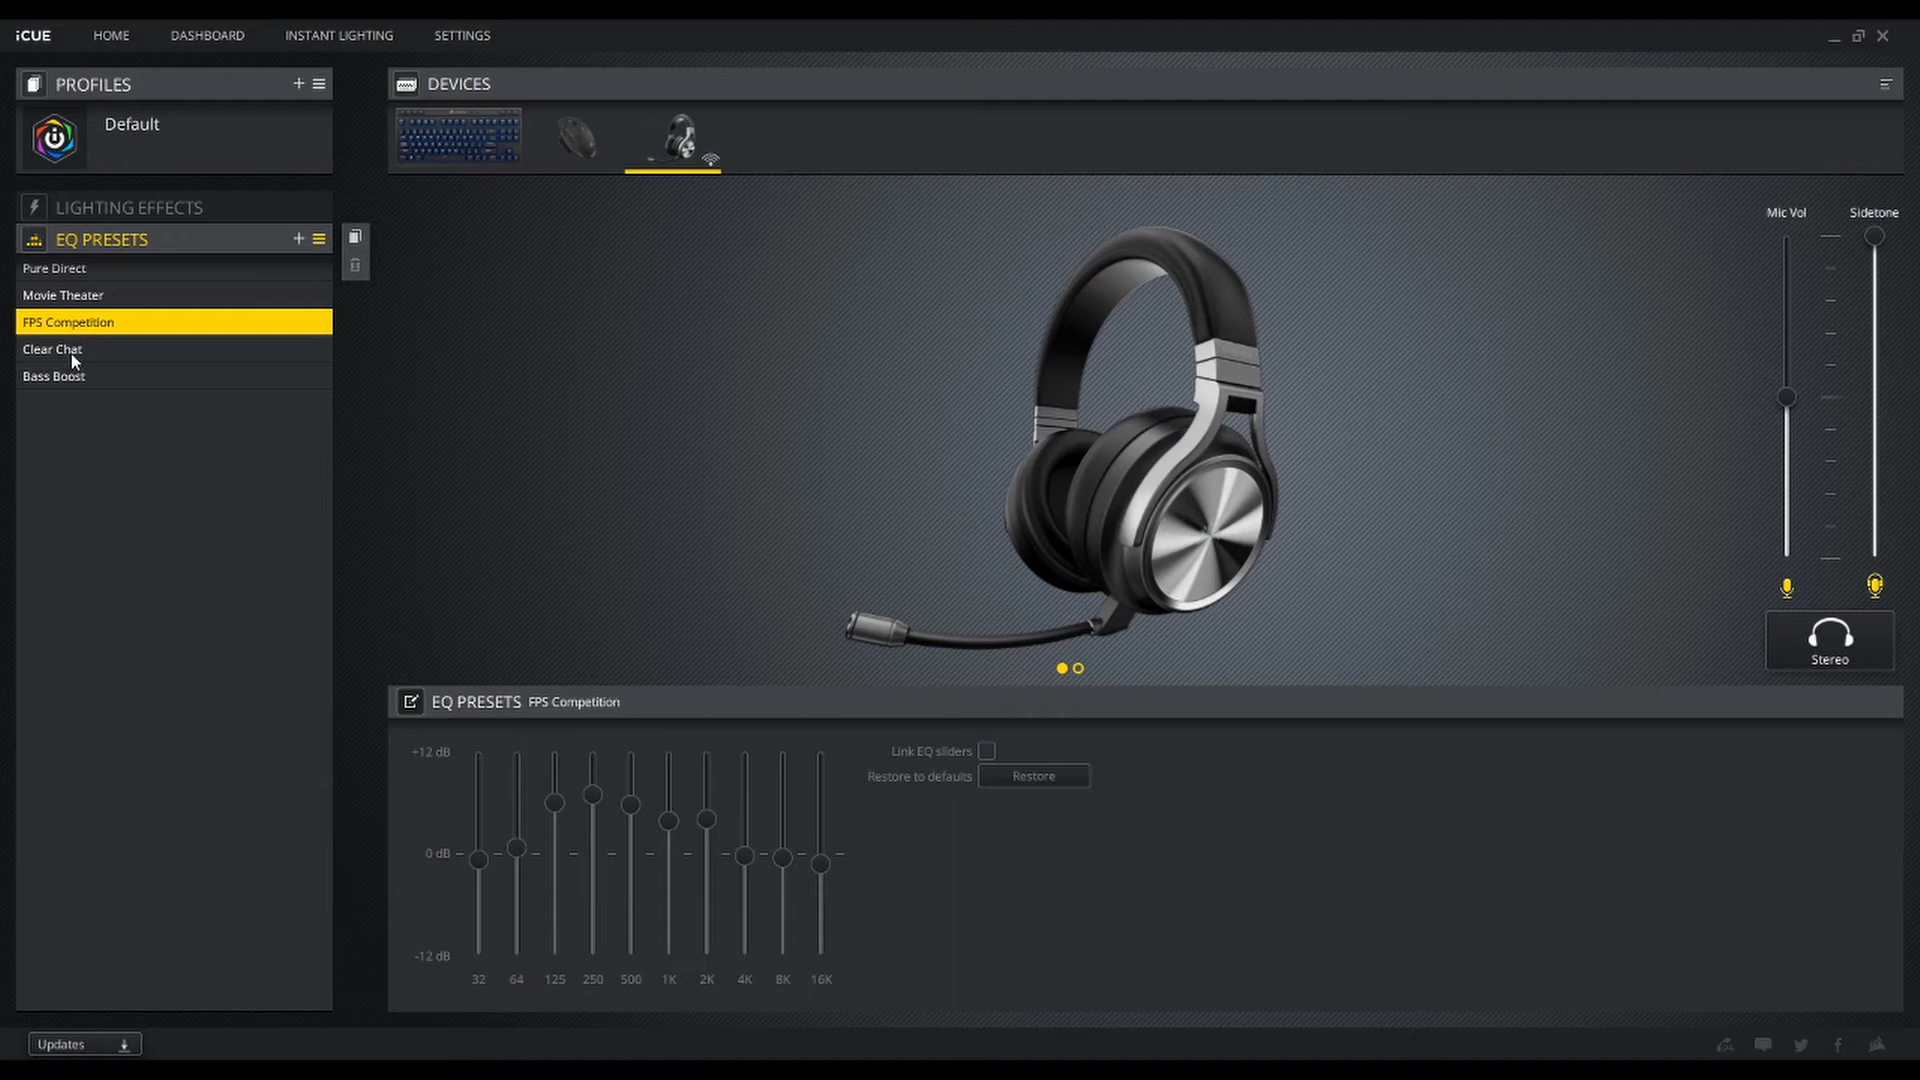 iCUE HOME DASHBOARD INSTANT LIGHTING SETTINGS
PROFILES
Default
LIGHTING EFFECTS
EQ PRESETS
Pure Direct
Movie Theater
FPS Competition
Clear Chat
Bass Boost
DEVICES
Mic Vol Sidetone
Stereo
EQ PRESETS FPS Competition
+12 dB
0 dB
-12 dB
32 64 125 250 500 1K 2K 4K 8K 16K
Link EQ sliders
Restore to defaults Restore
Updates